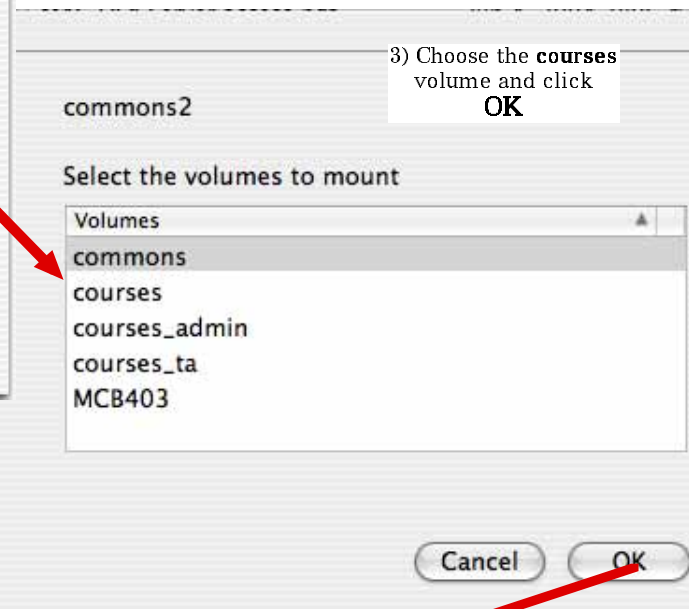 3) Choose the courses
volume and click
OK
commons2
Select the volumes to mount
Volumes
commons
courses
courses_admin
courses_ta
MCB403
Cancel
OK